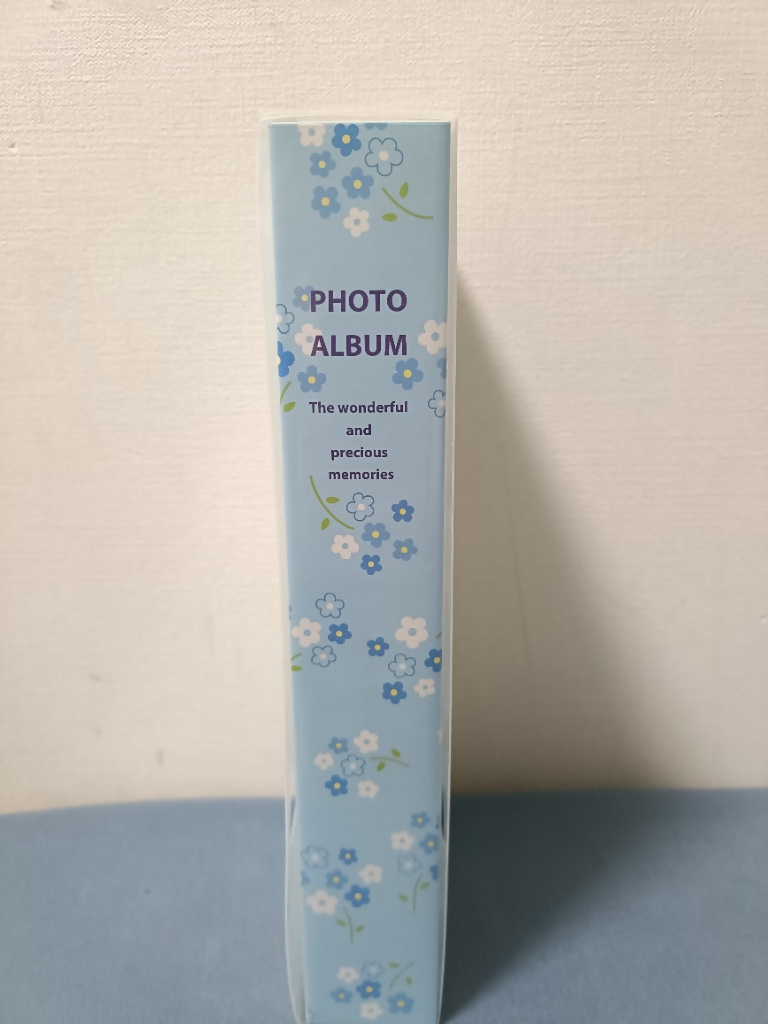 PHOTO
ALBUM
The wonderful
and
precious
memories